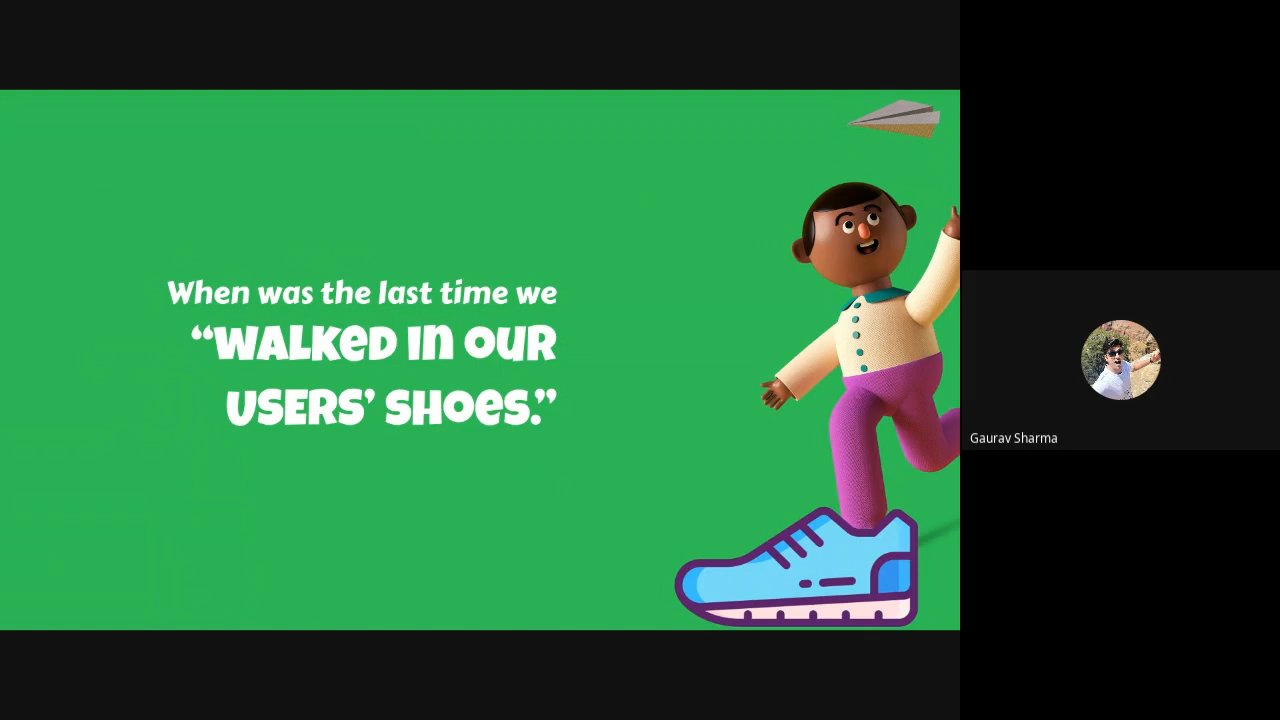 When was the last time we
“WALKED IN OUR
USERS’ SHOES.”
Gaurav Sharma